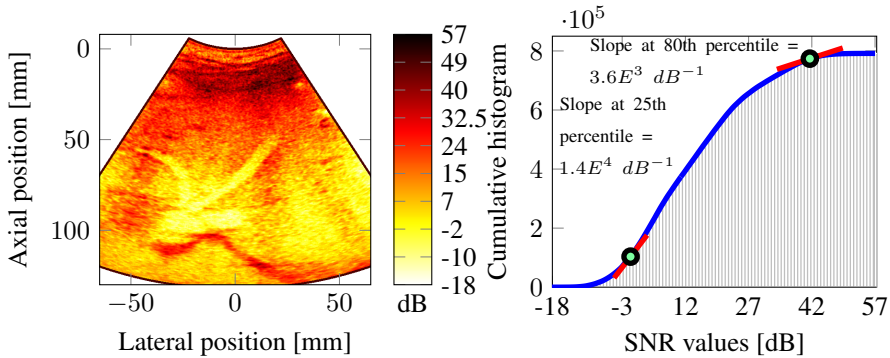 Axial position [mm]
0
50
100
−50
0
50
Lateral position [mm]
57
49
40
32.5
24
15
7
-2
-10
-18
dB
·10^5
Cumulative histogram
8
6
4
2
0
Slope at 80th percentile =
3.6E^3 dB^−1
Slope at 25th
percentile =
1.4E^4 dB^−1
-18 -3 12 27 42 57
SNR values [dB]